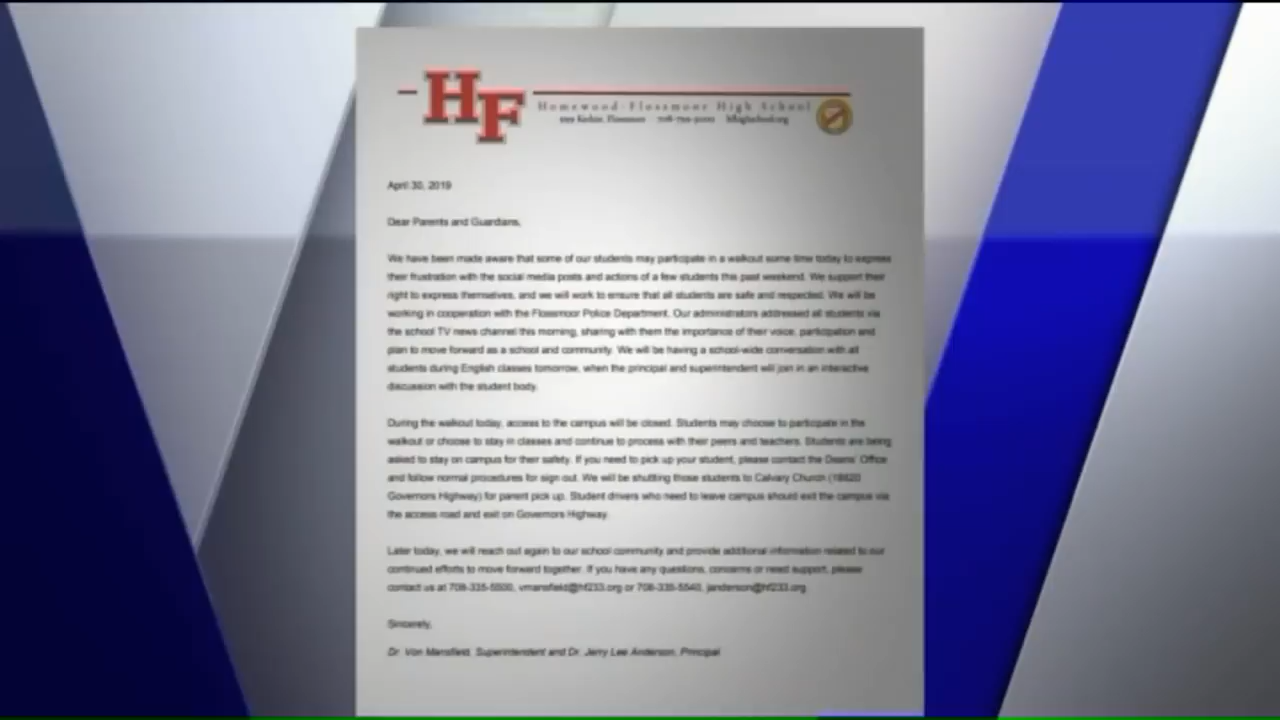 HF
Homewood-Flossmoor High School
999 Kedzie, Flossmoor 708-799-3000 hfhighschool.org
April 30, 2019
Dear Parents and Guardians,
We have been made aware that some of our students may participate in a walkout some time today to express
their frustration with the social media posts and actions of a few students this past weekend. We support their
right to express themselves, and we will work to ensure that all students are safe and respected. We will be
working in cooperation with the Flossmoor Police Department. Our administrators addressed all students via
the school TV news channel this morning, sharing with them the importance of their voice, participation and
plan to move forward as a school and community. We will be having a school-wide conversation with all
students during English classes tomorrow, when the principal and superintendent will join in an interactive
discussion with the student body.
During the walkout today, access to the campus will be closed. Students may choose to participate in the
walkout or choose to stay in classes and continue to process with their peers and teachers. Students are being
asked to stay on campus for their safety. If you need to pick up your student, please contact the Deans' Office
and follow normal procedures for sign out. We will be shuttling those students to Calvary Church (18620
Governors Highway) for parent pick up. Student drivers who need to leave campus should exit the campus via
the access road and exit on Governors Highway.
Later today, we will reach out again to our school community and provide additional information related to our
continued efforts to move forward together. If you have any questions, concerns or need support, please
contact us at 708-335-5500, vmansfield@hf233.org or 708-335-5540, janderson@hf233.org
Sincerely,
Dr. Von Mansfield, Superintendent and Dr. Jerry Lee Anderson, Principal